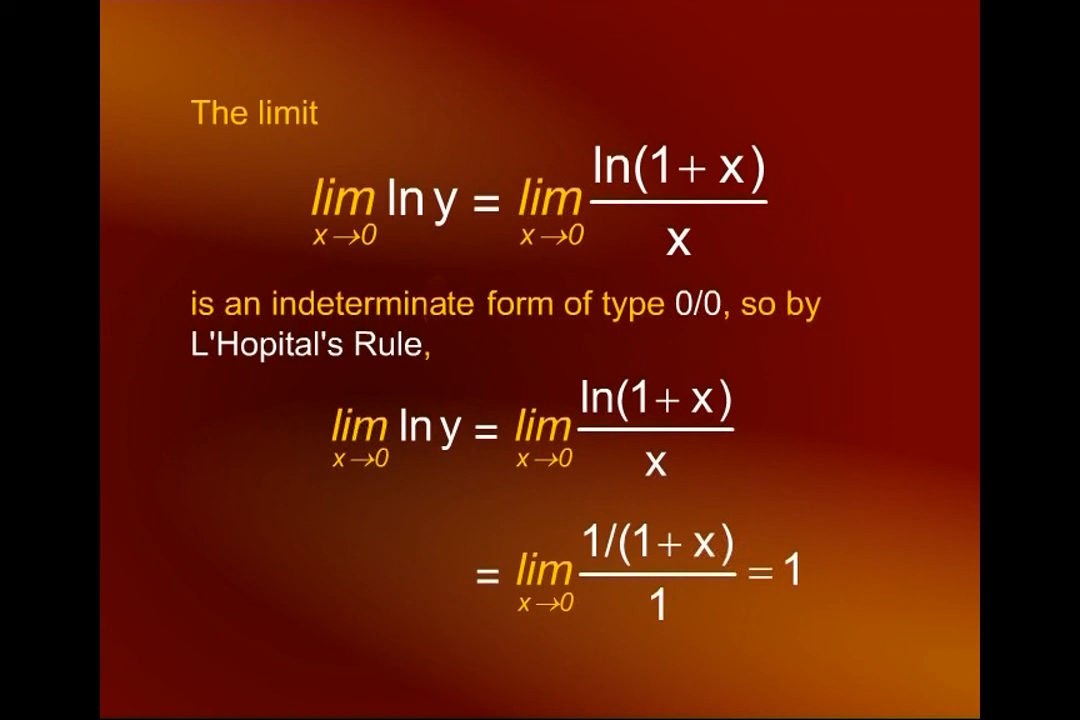 The limit
lim x→0 ln y = lim x→0 ln(1 + x) / x
is an indeterminate form of type 0/0, so by
L'Hopital's Rule,
lim x→0 ln y = lim x→0 ln(1 + x) / x
= lim x→0 1/(1 + x) / 1 = 1